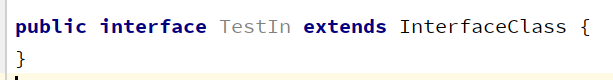 public interface TestIn extends InterfaceClass {
}